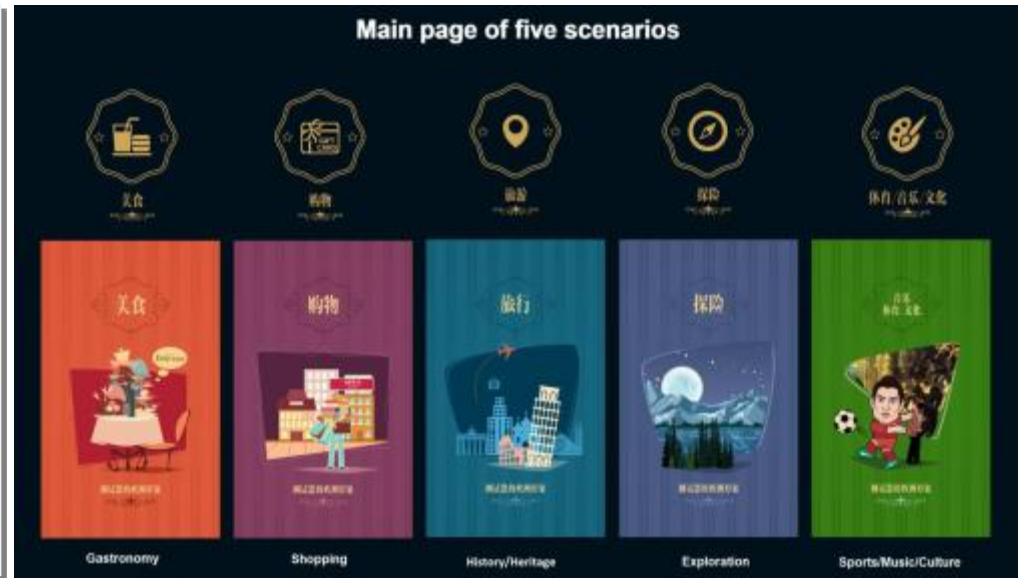 Main page of five scenarios
GIFT
CARD
美食
购物
旅游
探险
体育/音乐/文化
美食
购物
旅行
探险
音乐
体育 文化
Gastronomy
Shopping
History/Heritage
Exploration
Sports/Music/Culture